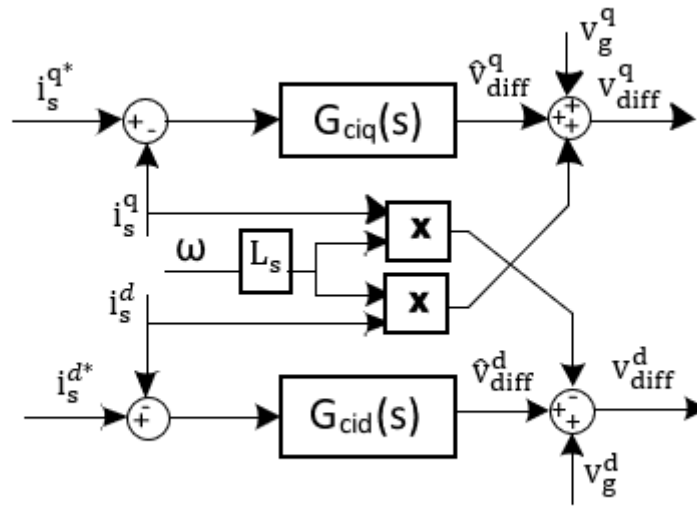 v_g^q
i_s^{q*}
v̂_diff^q
v_diff^q
+ -
G_ciq(s)
+ + +
i_s^q
x
ω
L_s
x
i_s^d
i_s^{d*}
v̂_diff^d
v_diff^d
+ -
G_cid(s)
+ - +
v_g^d